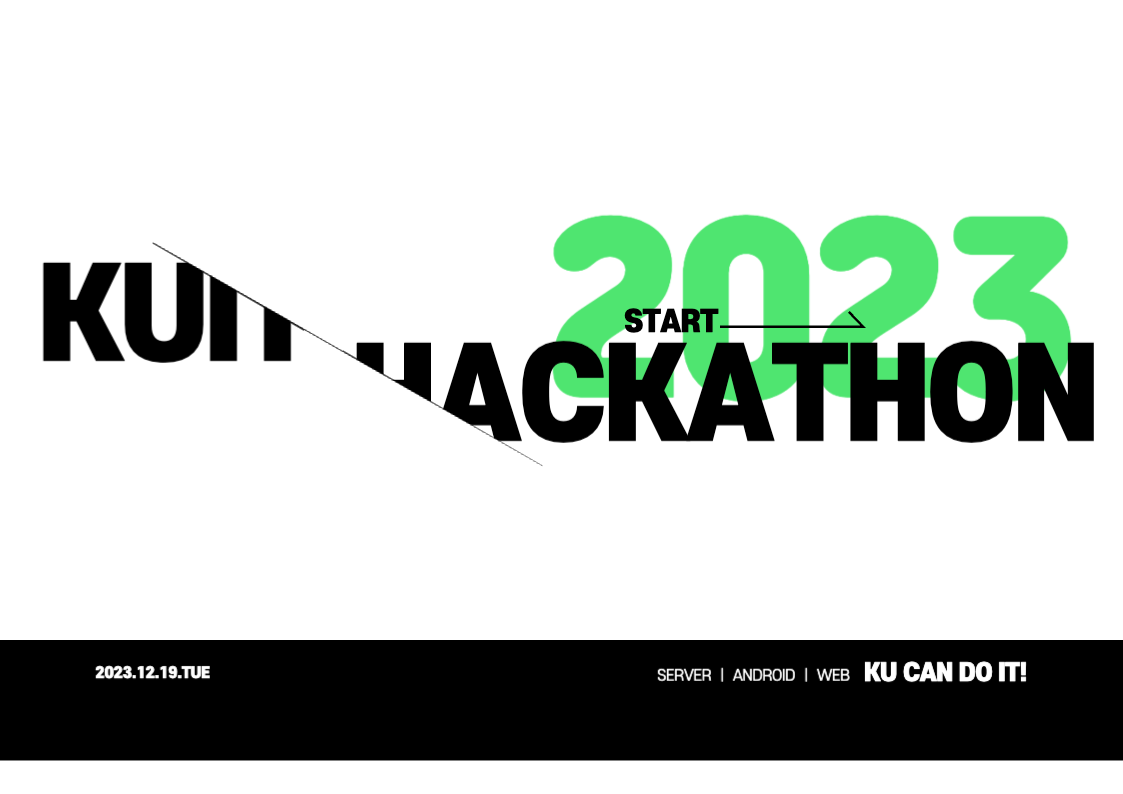 2023
KUIT
START
HACKATHON
2023.12.19.TUE
SERVER | ANDROID | WEB KU CAN DO IT!